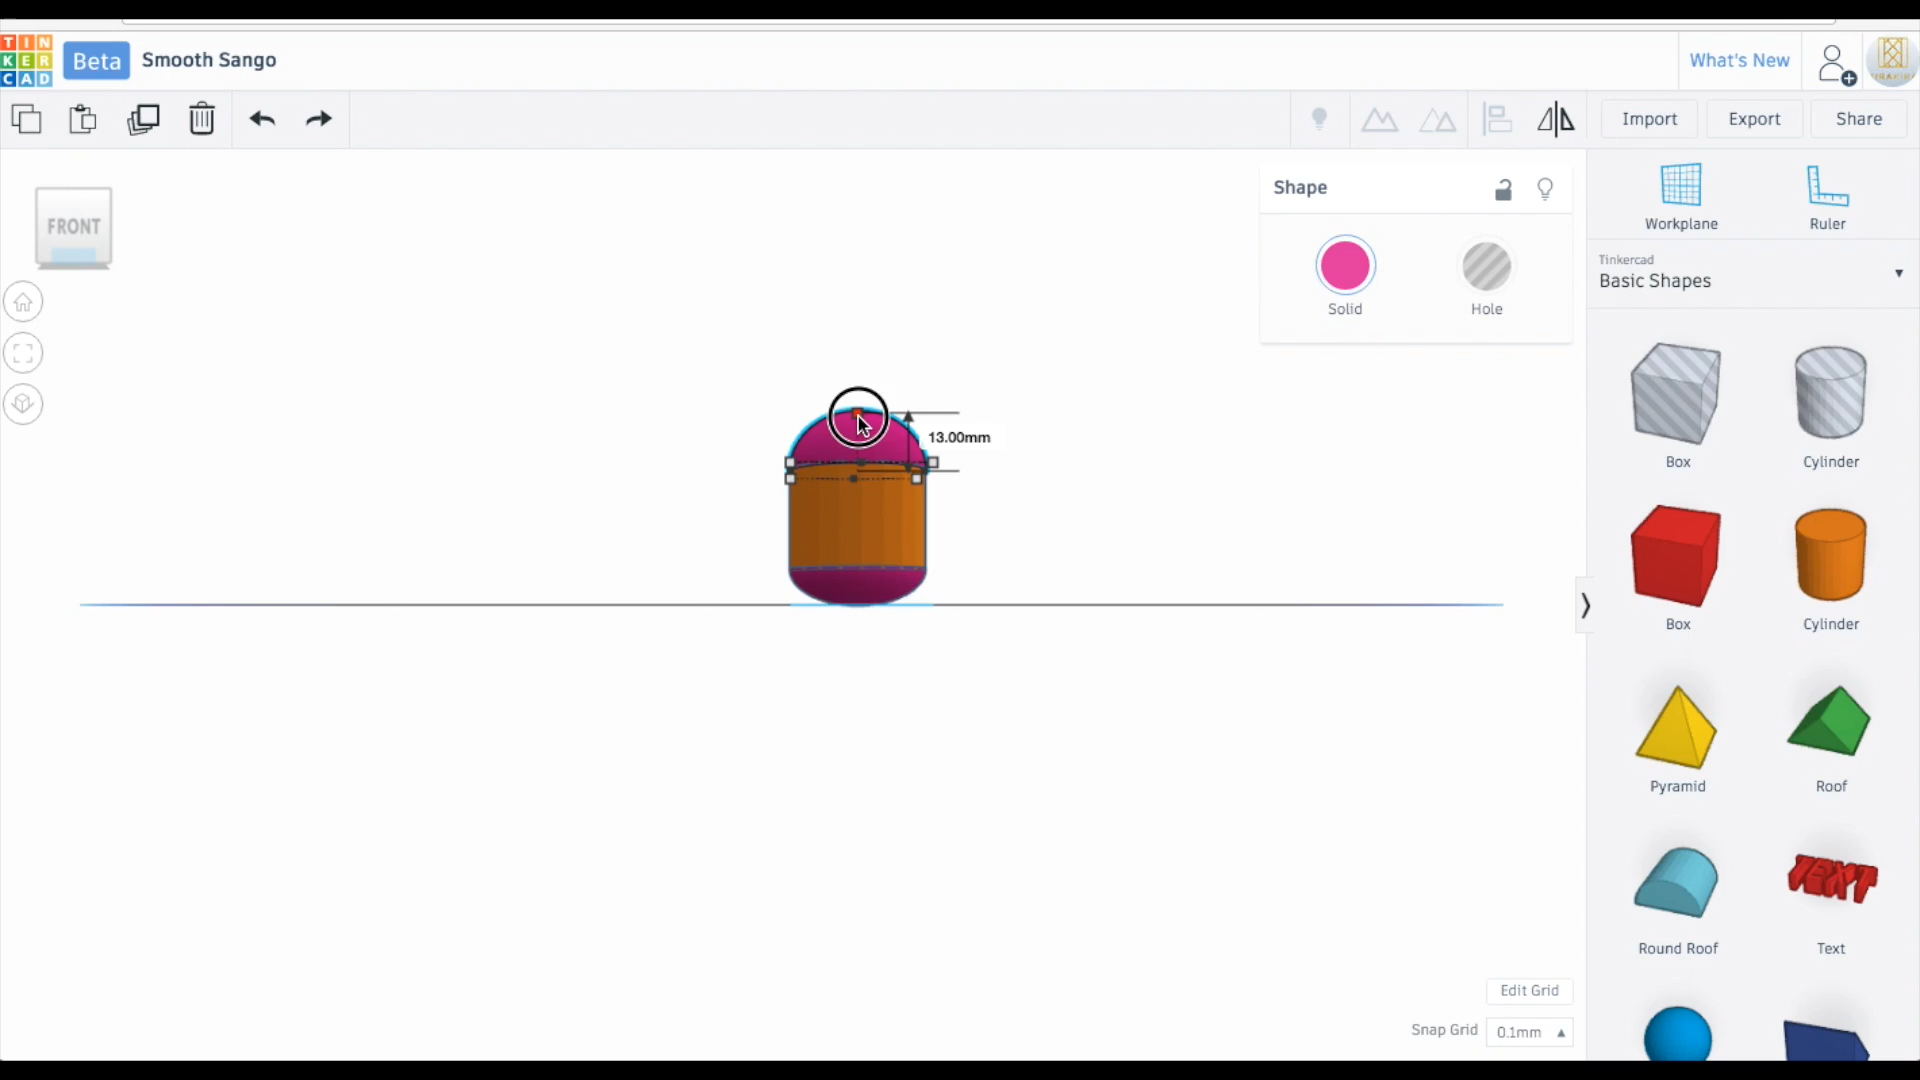 TIN
KER
CAD
Beta
Smooth Sango
What's New
Import
Export
Share
FRONT
Shape
Solid
Hole
13.00mm
Workplane
Ruler
Tinkercad
Basic Shapes
Box
Cylinder
Box
Cylinder
Pyramid
Roof
TEXT
Round Roof
Text
Edit Grid
Snap Grid
0.1mm